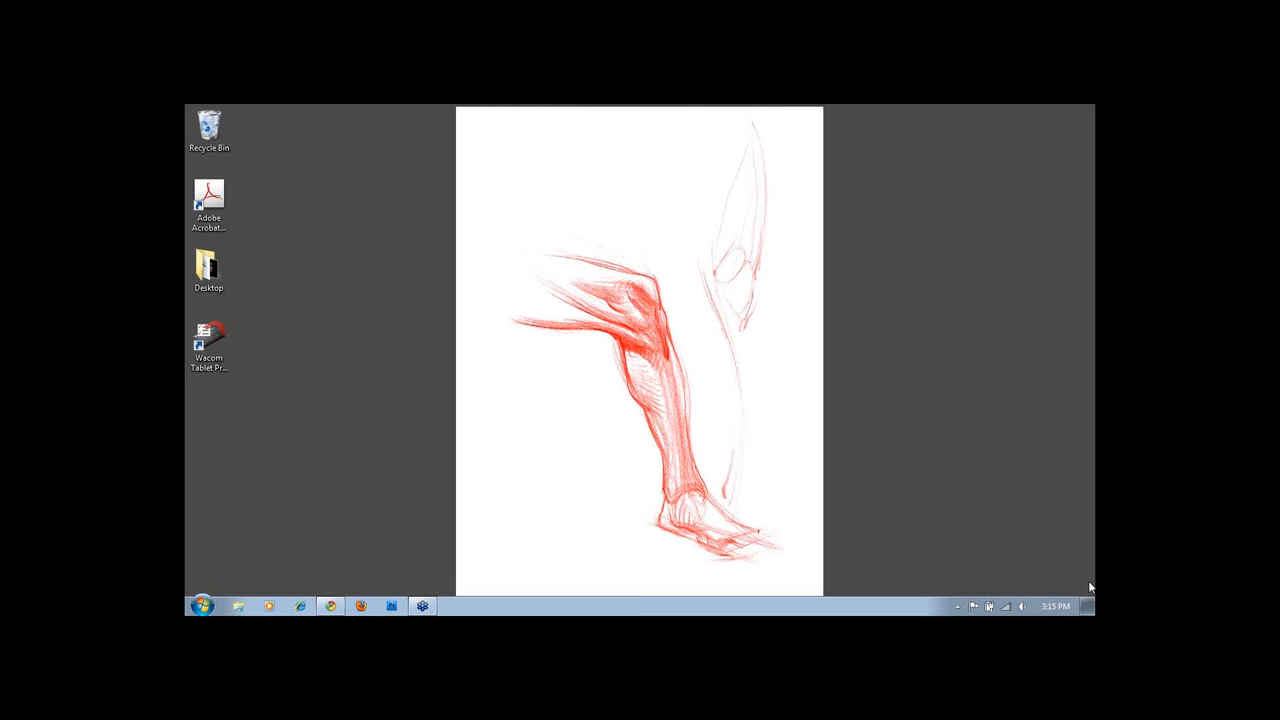 Recycle Bin
Adobe
Acrobat...
Desktop
Wacom
Tablet Pr...
3:15 PM